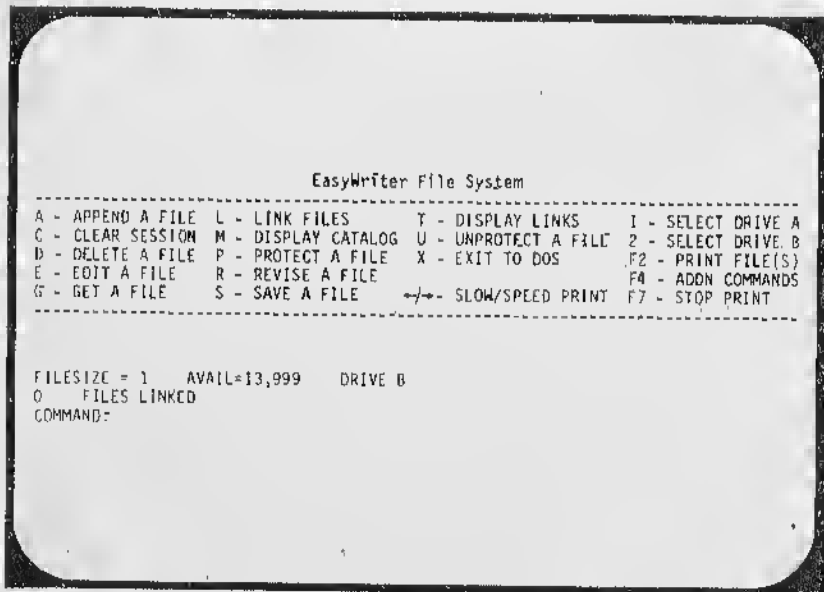 EasyWriter File System
A - APPEND A FILE L - LINK FILES T - DISPLAY LINKS 1 - SELECT DRIVE A
C - CLEAR SESSION M - DISPLAY CATALOG U - UNPROTECT A FILE 2 - SELECT DRIVE B
D - DELETE A FILE P - PROTECT A FILE X - EXIT TO DOS F2 - PRINT FILE(S)
E - EDIT A FILE R - REVISE A FILE F4 - ADDN COMMANDS
G - GET A FILE S - SAVE A FILE ←/→- SLOW/SPEED PRINT F7 - STOP PRINT
FILESIZE = 1 AVAIL=13,999 DRIVE B
0 FILES LINKED
COMMAND: